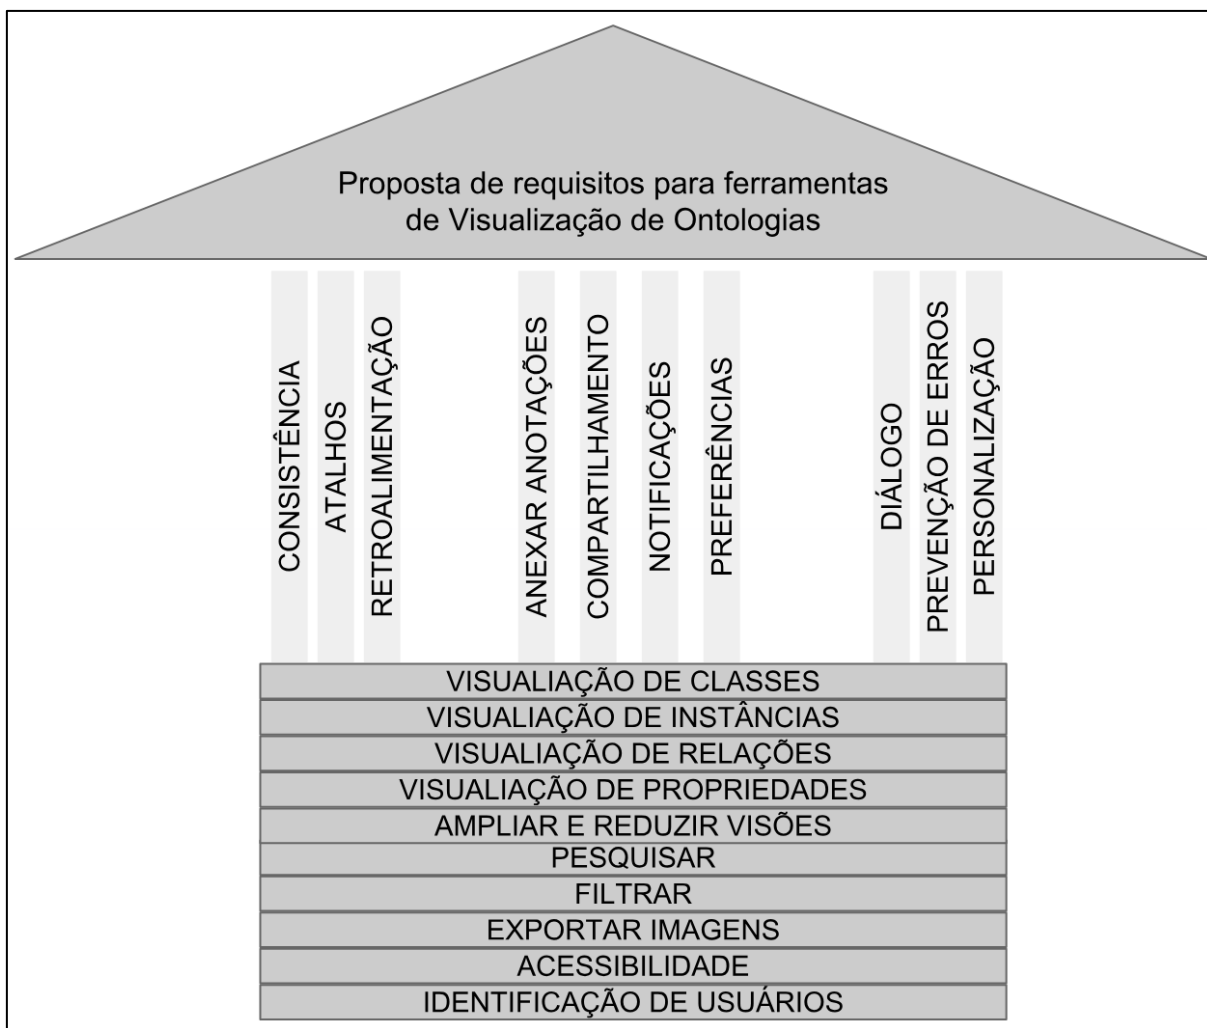 Proposta de requisitos para ferramentas
de Visualização de Ontologias
CONSISTÊNCIA
ATALHOS
RETROALIMENTAÇÃO
ANEXAR ANOTAÇÕES
COMPARTILHAMENTO
NOTIFICAÇÕES
PREFERÊNCIAS
DIÁLOGO
PREVENÇÃO DE ERROS
PERSONALIZAÇÃO
VISUALIAÇÃO DE CLASSES
VISUALIAÇÃO DE INSTÂNCIAS
VISUALIAÇÃO DE RELAÇÕES
VISUALIAÇÃO DE PROPRIEDADES
AMPLIAR E REDUZIR VISÕES
PESQUISAR
FILTRAR
EXPORTAR IMAGENS
ACESSIBILIDADE
IDENTIFICAÇÃO DE USUÁRIOS